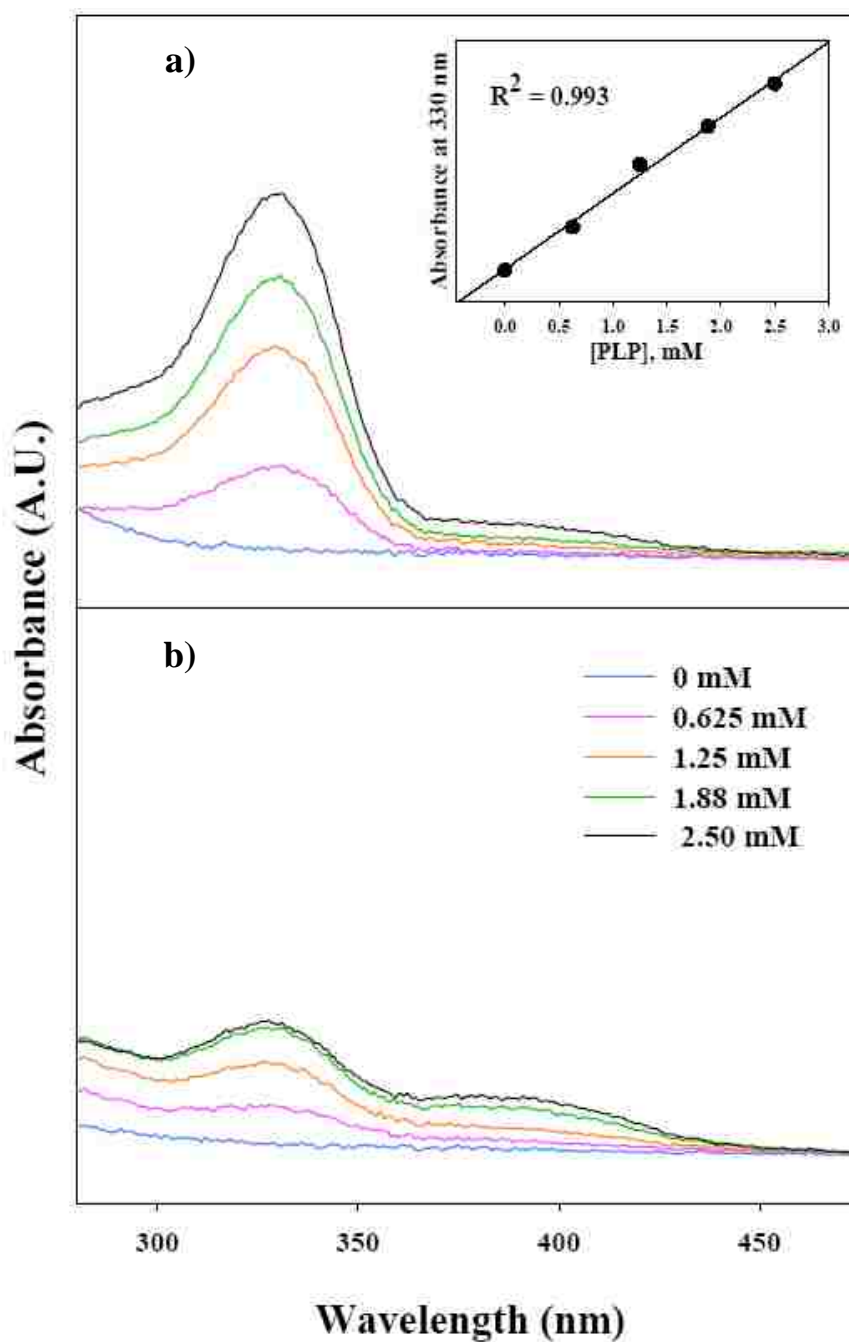 a)
R² = 0.993
Absorbance at 330 nm
0.0 0.5 1.0 1.5 2.0 2.5 3.0
[PLP], mM
Absorbance (A.U.)
b)
0 mM
0.625 mM
1.25 mM
1.88 mM
2.50 mM
300 350 400 450
Wavelength (nm)